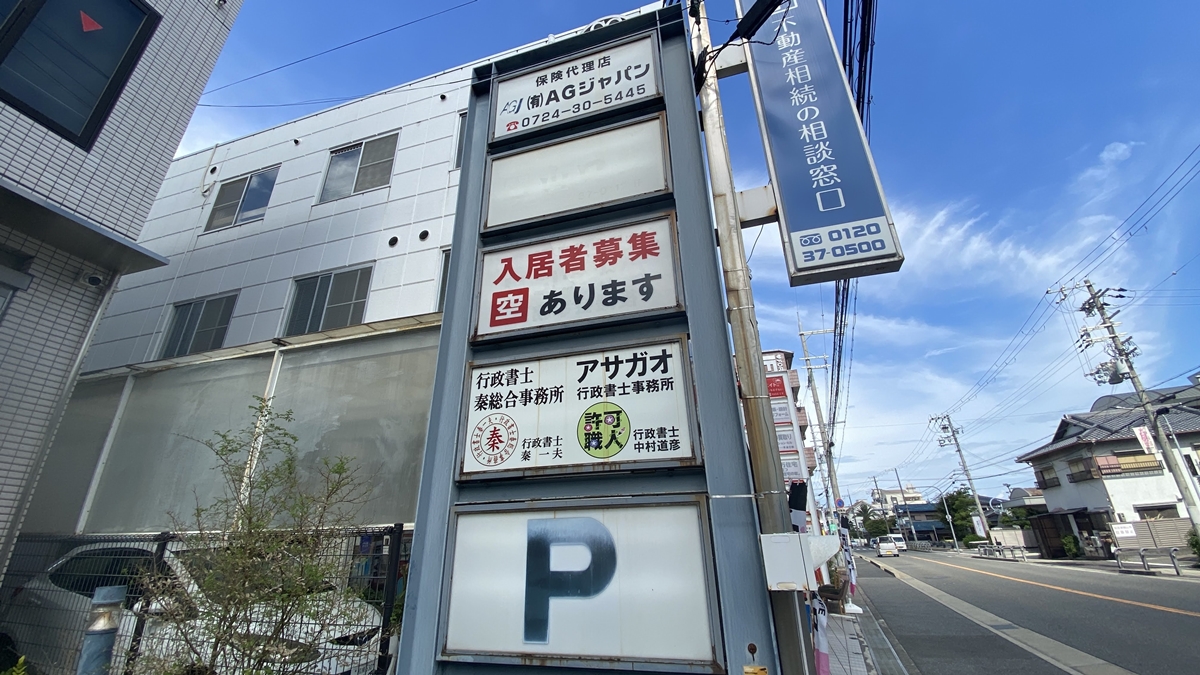 保険代理店
AGJ (有)AGジャパン
☎0724-30-5445
入居者募集
空 あります
行政書士
秦総合事務所
秦
行政書士
秦 一夫
アサガオ
行政書士事務所
許可
職人
行政書士
中村道彦
P
不動産相続の相談窓口
0120
37-0500